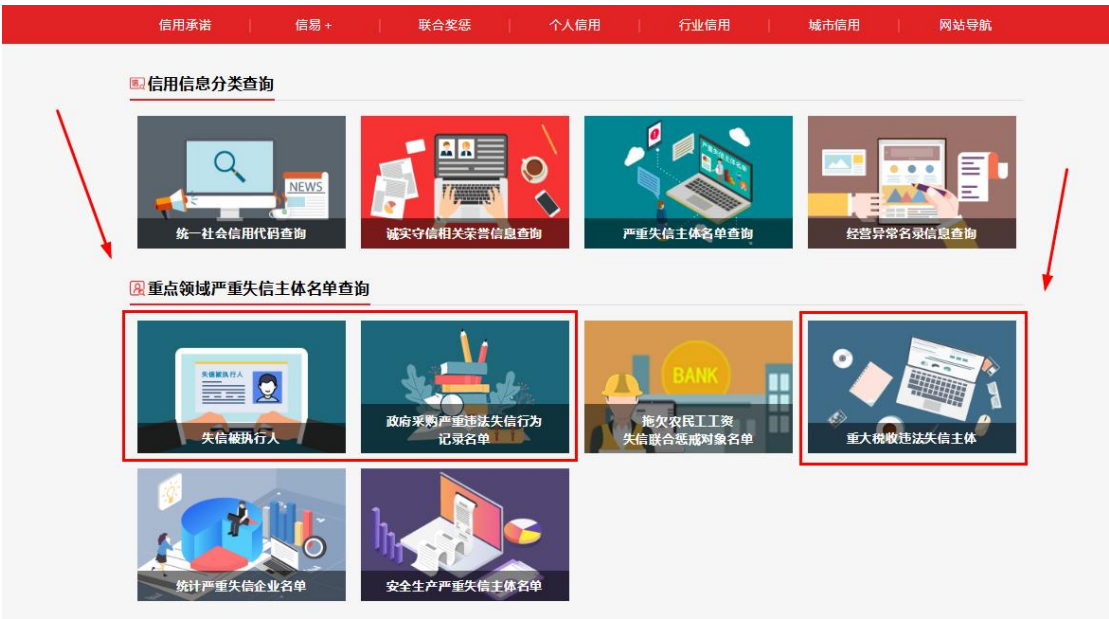 信用承诺 信易+ 联合奖惩 个人信用 行业信用 城市信用 网站导航
信用信息分类查询
NEWS
严重失信主体名单
统一社会信用代码查询 诚实守信相关荣誉信息查询 严重失信主体名单查询 经营异常名录信息查询
重点领域严重失信主体名单查询
失信被执行人
BANK
失信被执行人
政府采购严重违法失信行为
记录名单
拖欠农民工工资
失信联合惩戒对象名单
重大税收违法失信主体
统计严重失信企业名单 安全生产严重失信主体名单